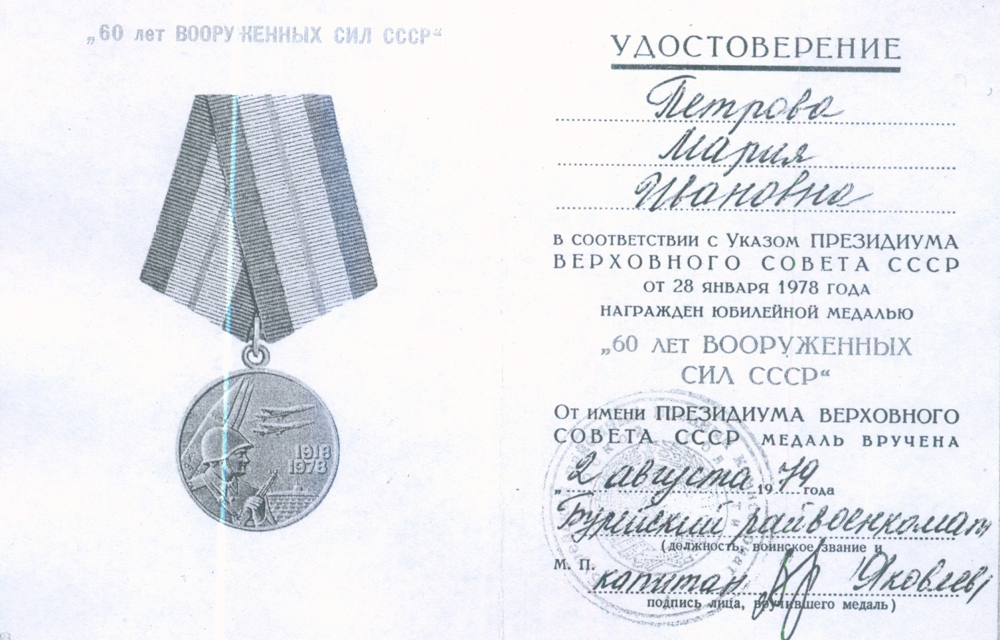 „60 лет ВООРУЖЕННЫХ СИЛ СССР“
1918
1978
УДОСТОВЕРЕНИЕ
Петрова
Мария
Ивановна
в соответствии с Указом ПРЕЗИДИУМА
ВЕРХОВНОГО СОВЕТА СССР
от 28 января 1978 года
награжден юбилейной медалью
„60 лет ВООРУЖЕННЫХ
СИЛ СССР“
От имени ПРЕЗИДИУМА ВЕРХОВНОГО
СОВЕТА СССР медаль вручена
„2 августа 1979 года
Бурейский райвоенкомат
(должность, воинское звание и
М. П. капитан Яковлев
подпись лица, вручившего медаль)